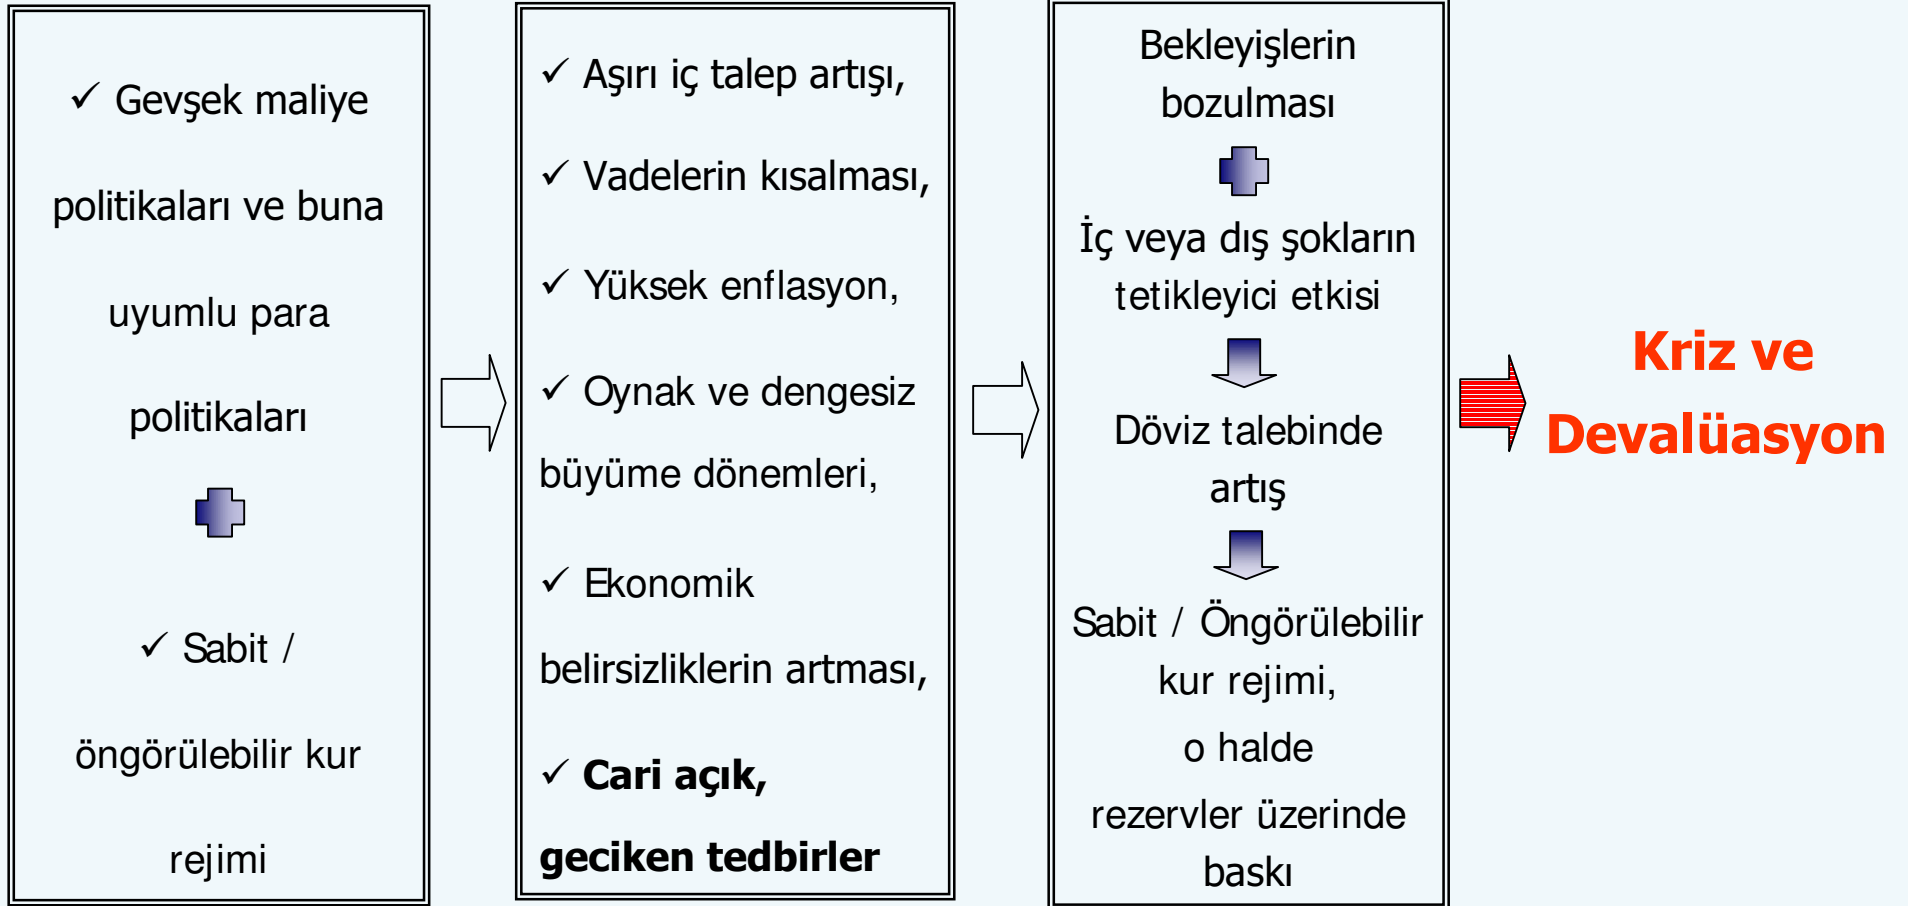 ✓ Gevşek maliye
politikaları ve buna
uyumlu para
politikaları
✓ Sabit /
öngörülebilir kur
rejimi
✓ Aşırı iç talep artışı,
✓ Vadelerin kısalması,
✓ Yüksek enflasyon,
✓ Oynak ve dengesiz
büyüme dönemleri,
✓ Ekonomik
belirsizliklerin artması,
✓ Cari açık,
geciken tedbirler
Bekleyişlerin
bozulması
İç veya dış şokların
tetikleyici etkisi
Döviz talebinde
artış
Sabit / Öngörülebilir
kur rejimi,
o halde
rezervler üzerinde
baskı
Kriz ve
Devalüasyon